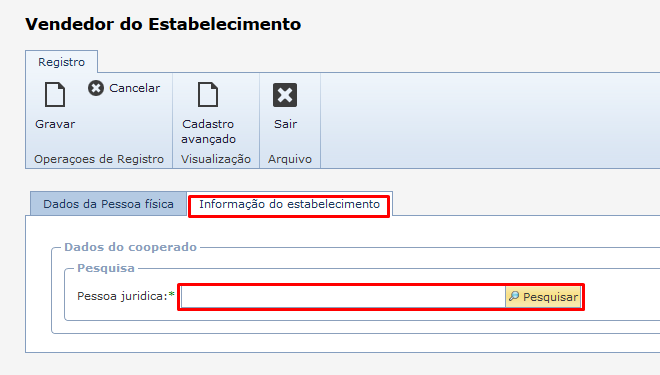 Vendedor do Estabelecimento
Registro
Gravar
Cancelar
Operaçoes de Registro
Cadastro
avançado
Visualização
Sair
Arquivo
Dados da Pessoa física
Informação do estabelecimento
Dados do cooperado
Pesquisa
Pessoa juridica:*
Pesquisar